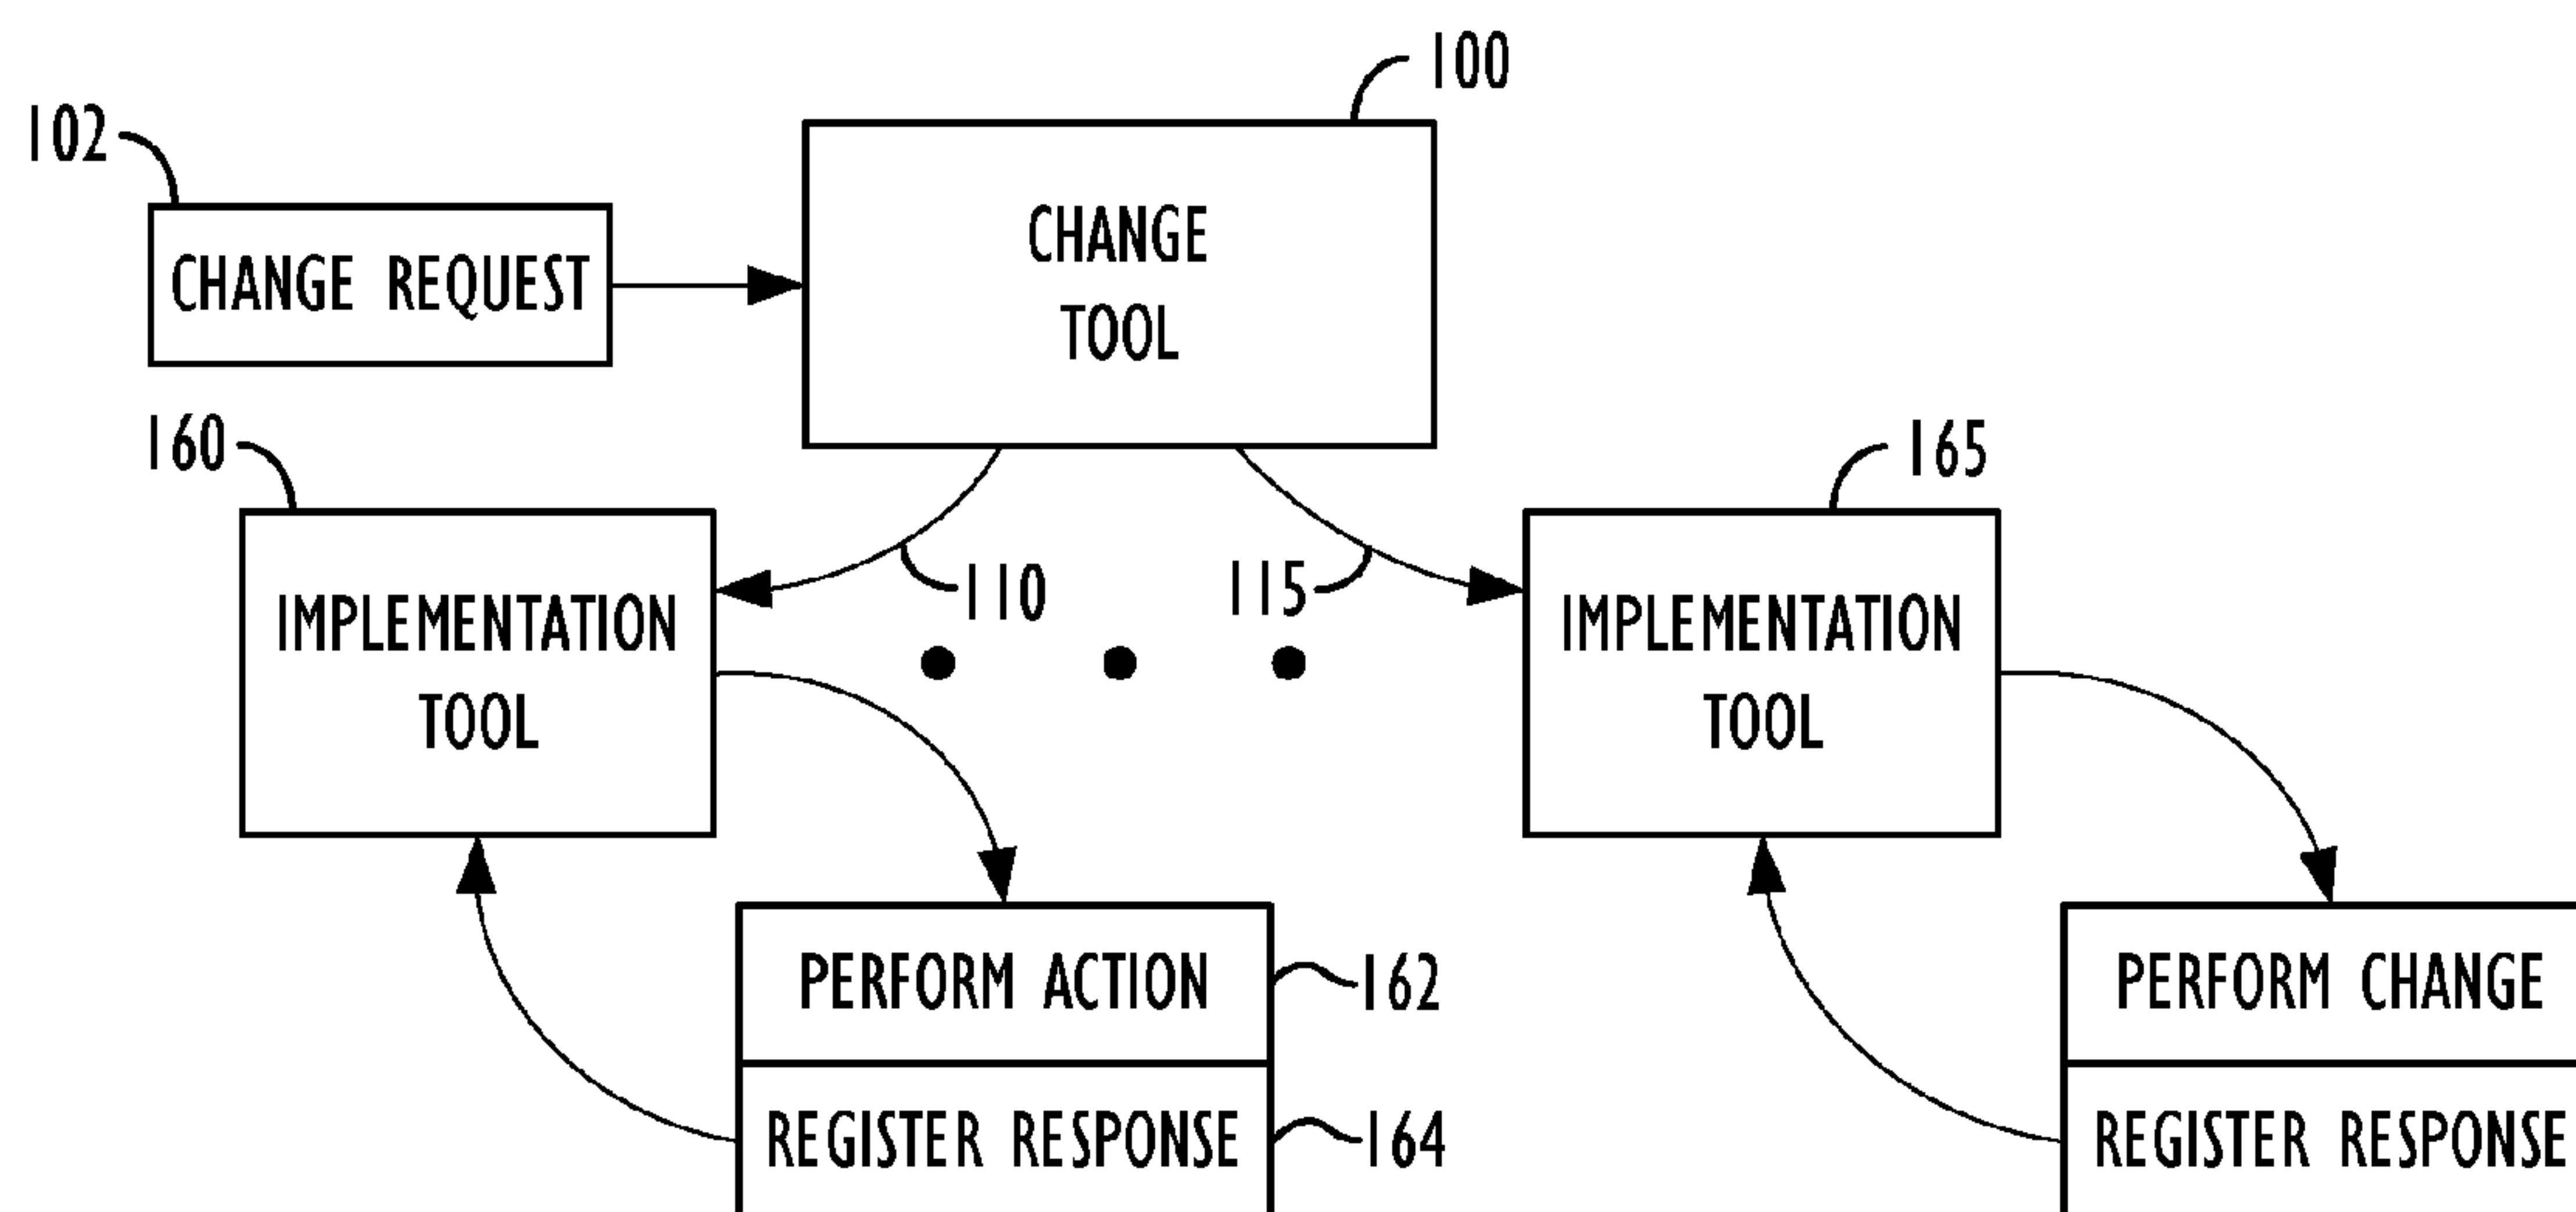 100
102
CHANGE
TOOL
CHANGE REQUEST
160
165
110
115
IMPLEMENTATION
TOOL
IMPLEMENTATION
TOOL
PERFORM ACTION
162
PERFORM CHANGE
REGISTER RESPONSE
164
REGISTER RESPONSE